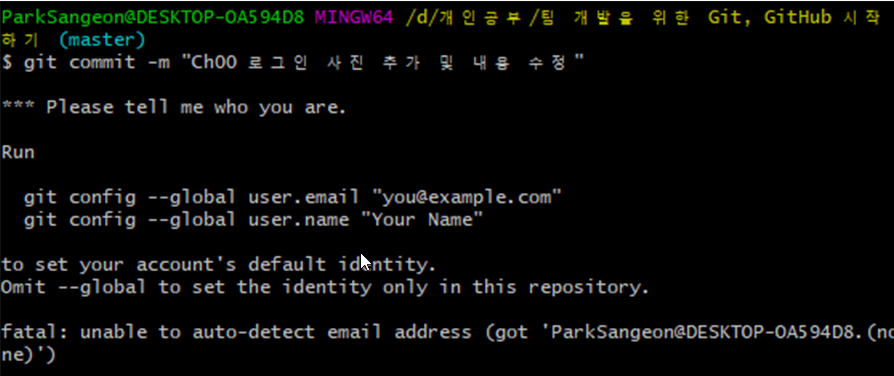 ParkSangeon@DESKTOP-OA594D8 MINGW64 /d/개인공부/팀 개발을 위한 Git, GitHub 시작
하기 (master)
$ git commit -m "Ch00 로그인 사진 추가 및 내용 수정"
*** Please tell me who you are.
Run
git config --global user.email "you@example.com"
git config --global user.name "Your Name"
to set your account's default identity.
Omit --global to set the identity only in this repository.
fatal: unable to auto-detect email address (got 'ParkSangeon@DESKTOP-OA594D8.(no
ne)')